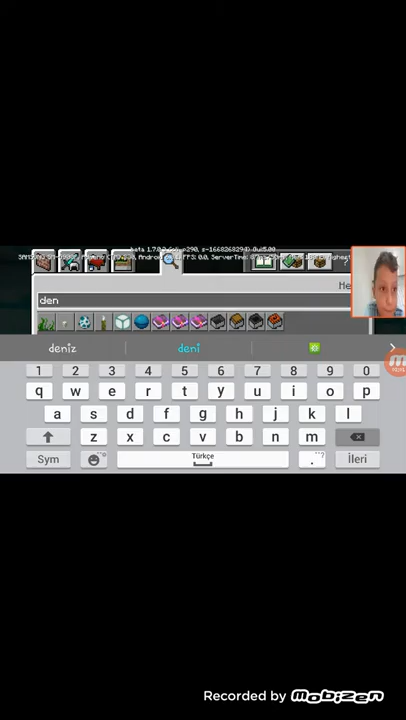 He
den
deniz deni
1 2 3 4 5 6 7 8 9 0
q w e r t y u i o p
a s d f g h j k l
z x c v b n m
Sym Türkçe . İleri
Recorded by MOBIZEN